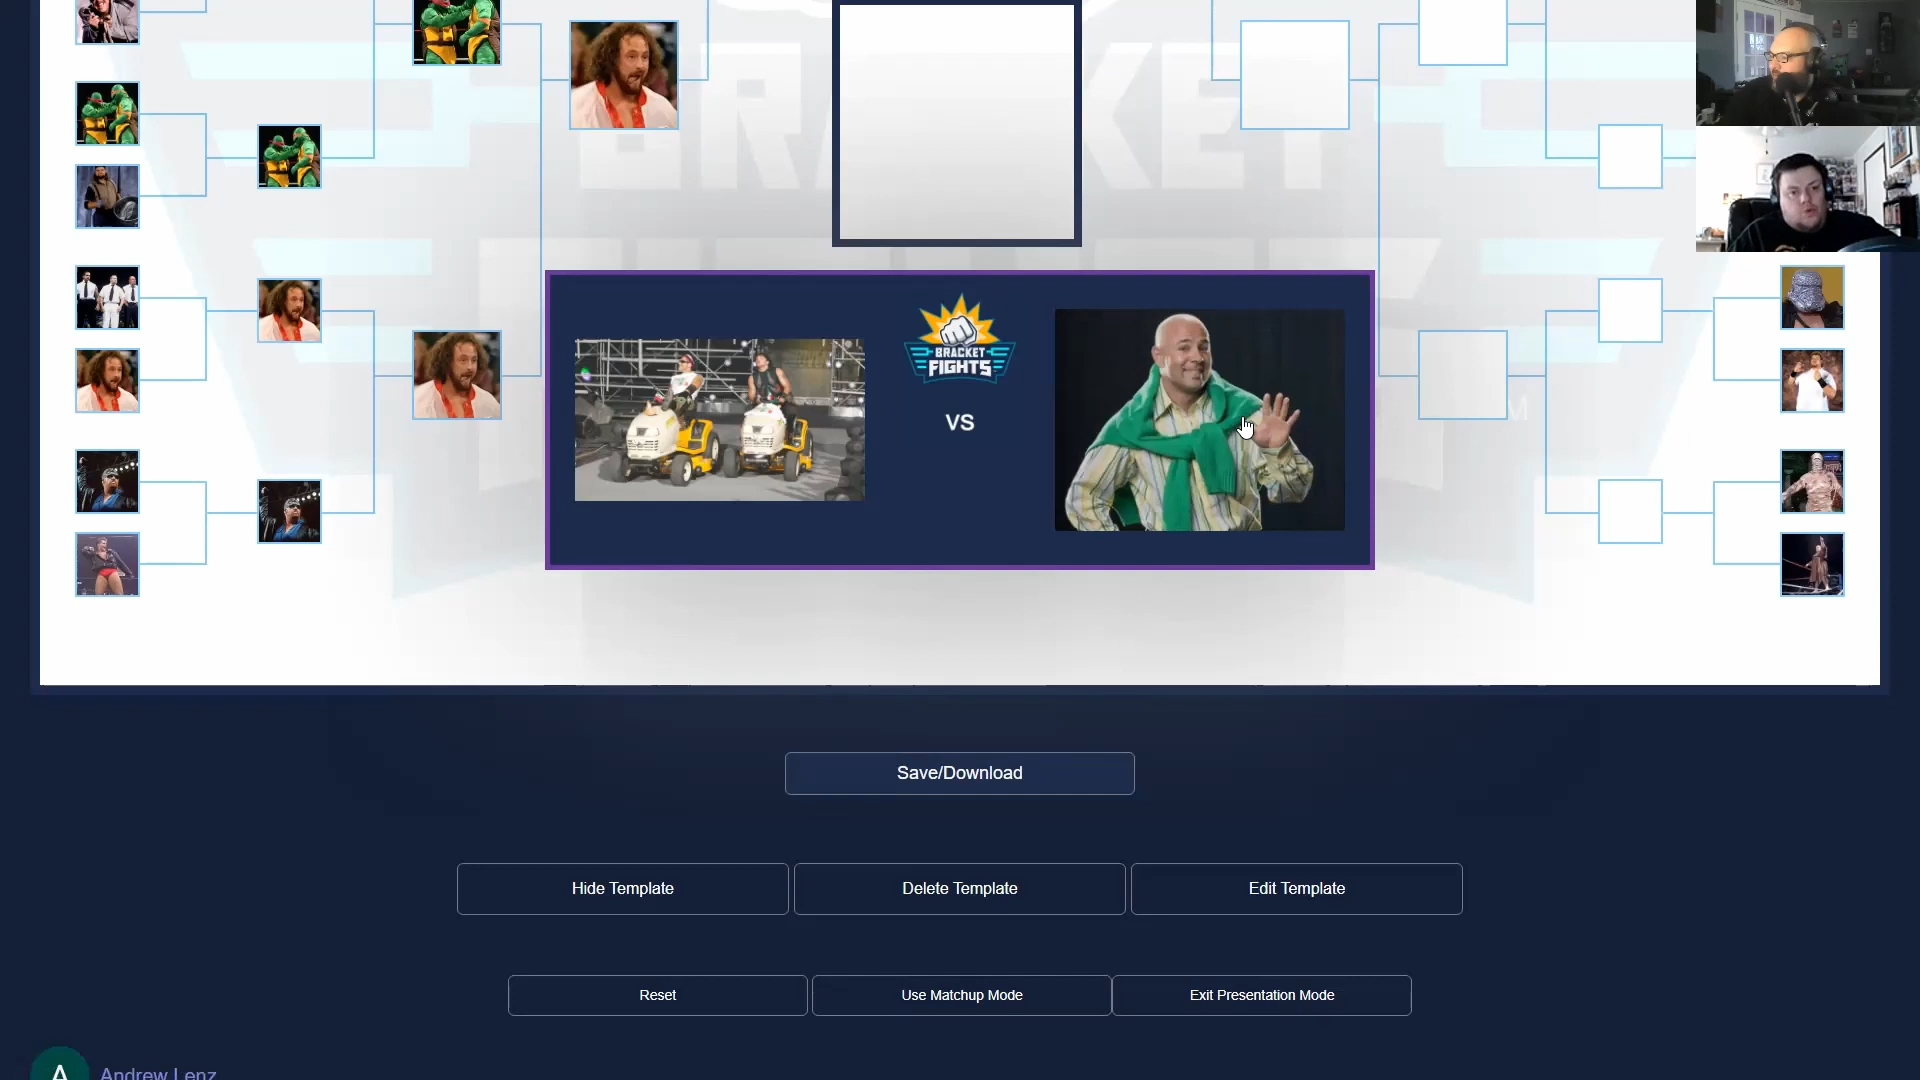 BRACKET
BRACKET
FIGHTS
VS
M
Save/Download
Hide Template
Delete Template
Edit Template
Reset
Use Matchup Mode
Exit Presentation Mode
A
Andrew Lenz